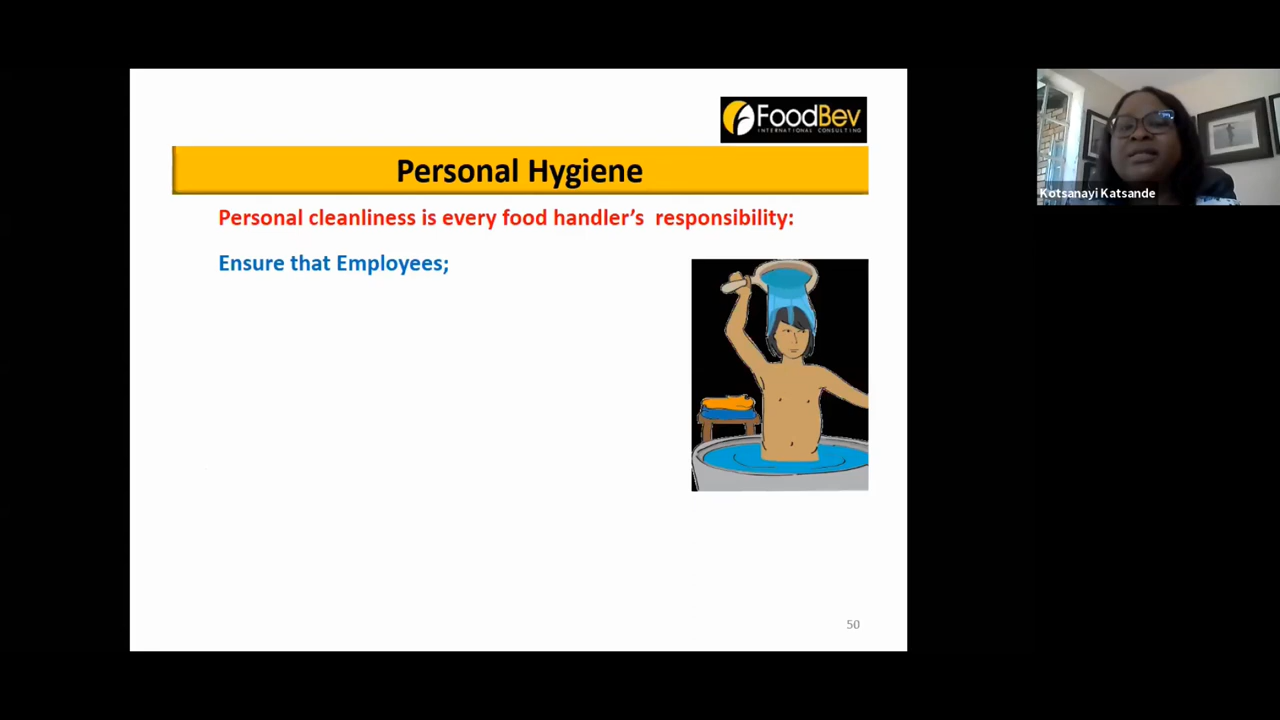 FoodBev
INTERNATIONAL CONSULTING
Personal Hygiene
Personal cleanliness is every food handler's responsibility:
Ensure that Employees;
50
Kotsanayi Katsande